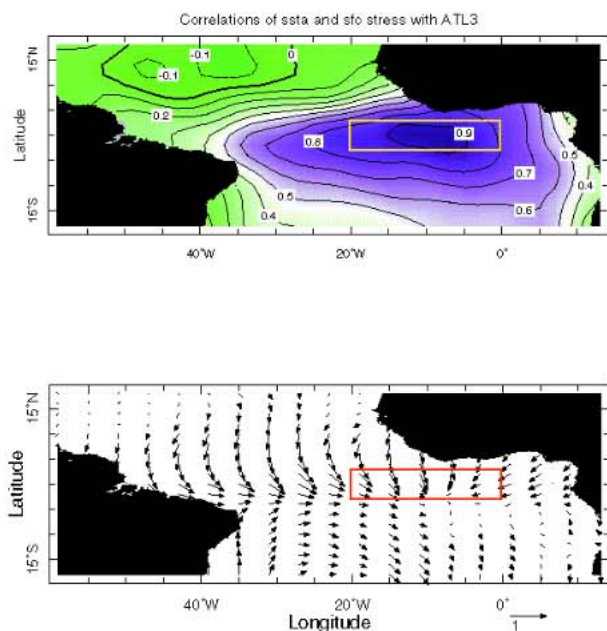 Correlations of ssta and sfo stress with ATL3
15°N
Latitude
15°S
-0.1
-0.1
0
0.2
0.4
0.5
0.6
0.7
0.8
0.9
0.5
0.4
40°W
20°W
0°
15°N
Latitude
15°S
40°W
20°W
0°
Longitude
1